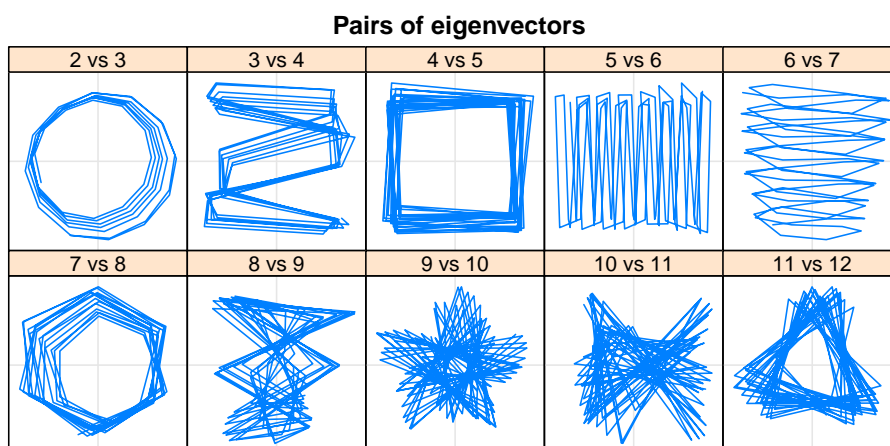 Pairs of eigenvectors
2 vs 3
3 vs 4
4 vs 5
5 vs 6
6 vs 7
7 vs 8
8 vs 9
9 vs 10
10 vs 11
11 vs 12